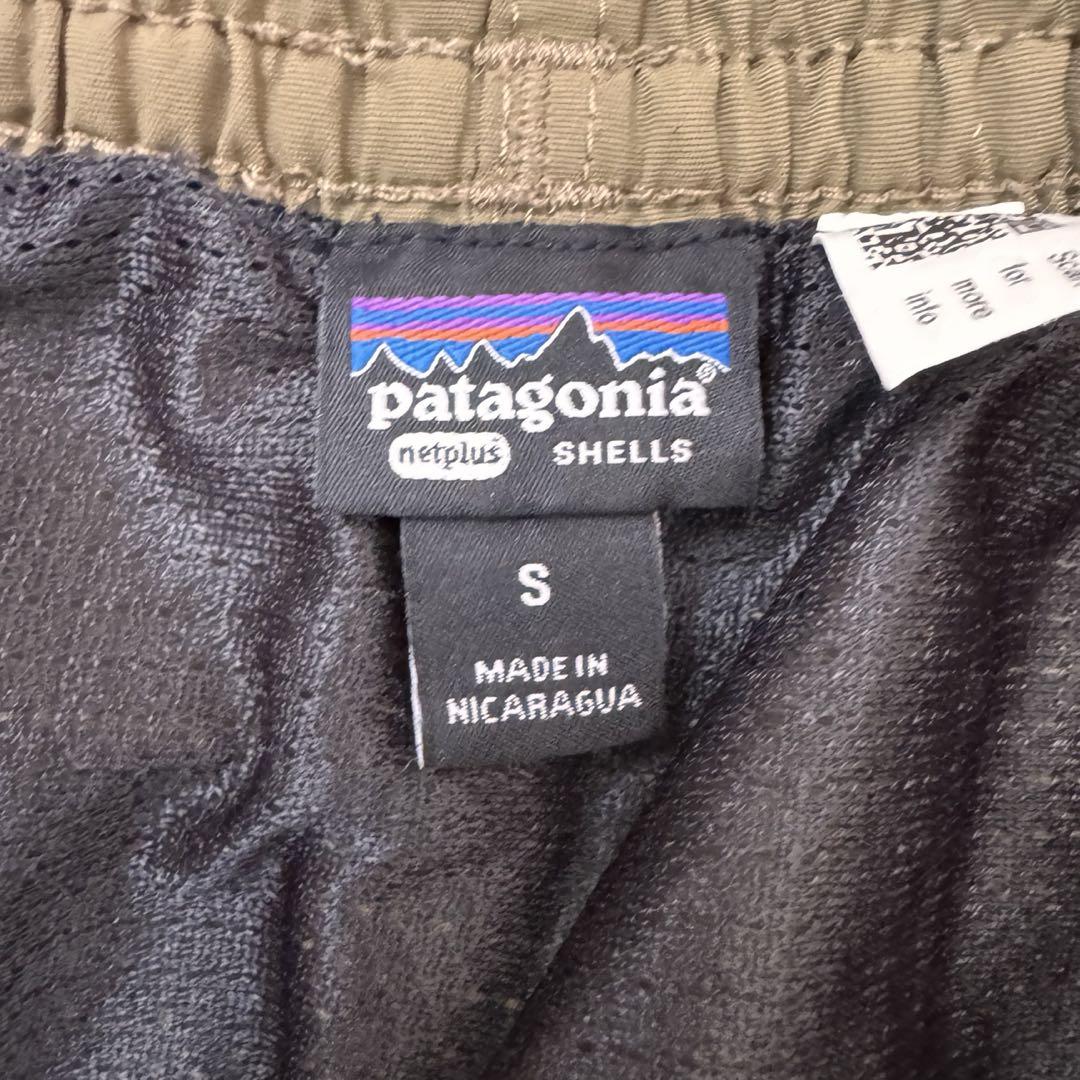 patagonia®
netplus® SHELLS
S
MADE IN
NICARAGUA
for
more
info